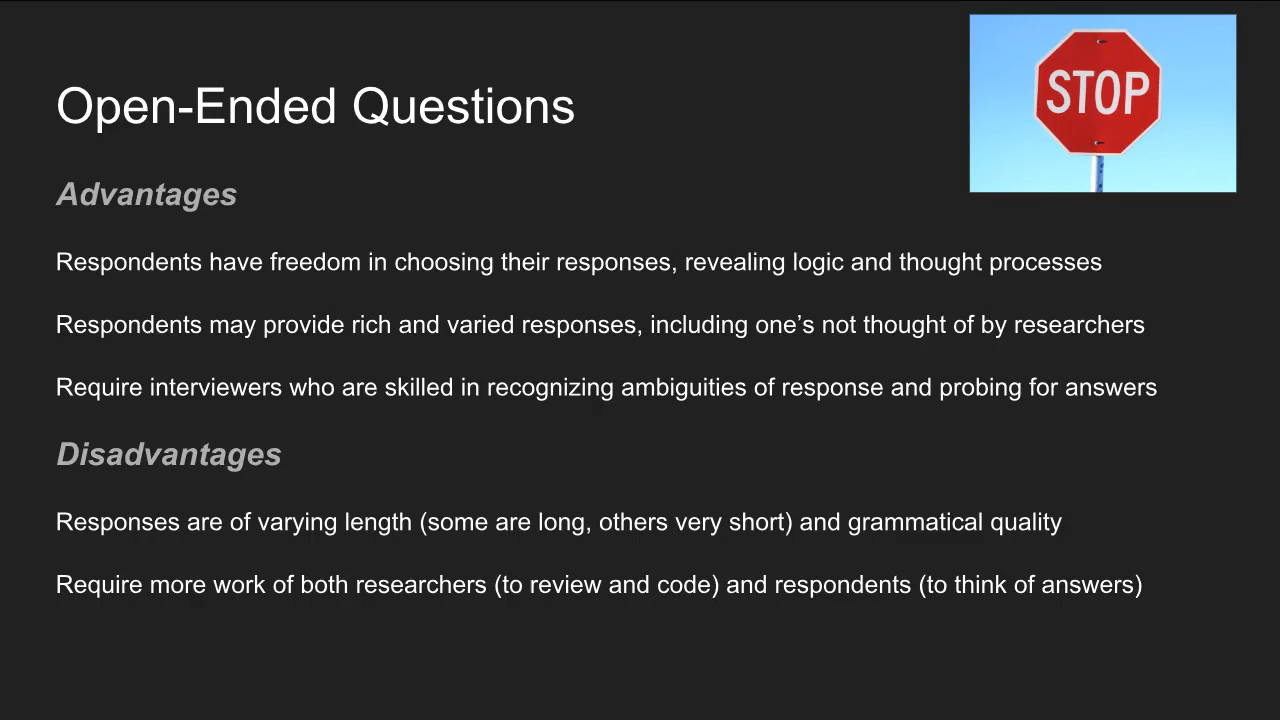 STOP
Open-Ended Questions
Advantages
Respondents have freedom in choosing their responses, revealing logic and thought processes
Respondents may provide rich and varied responses, including one’s not thought of by researchers
Require interviewers who are skilled in recognizing ambiguities of response and probing for answers
Disadvantages
Responses are of varying length (some are long, others very short) and grammatical quality
Require more work of both researchers (to review and code) and respondents (to think of answers)